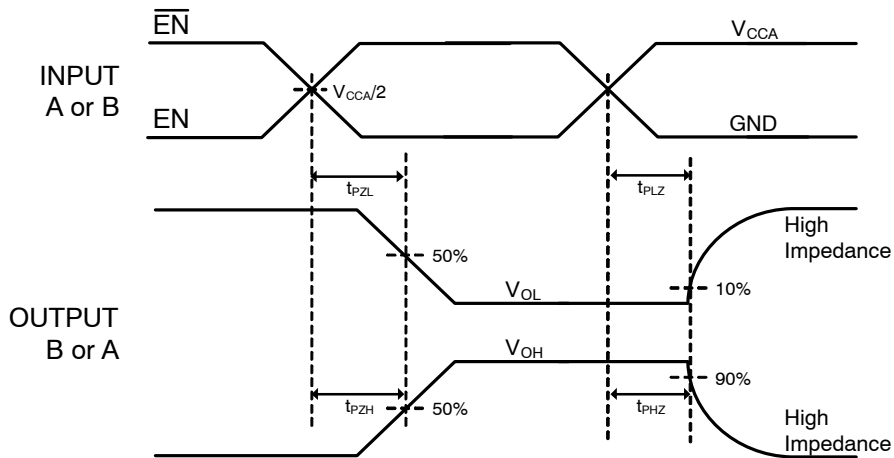 EN
INPUT
A or B
EN
V_CCA/2
V_CCA
GND
t_PZL
t_PLZ
50%
V_OL
10%
High
Impedance
OUTPUT
B or A
V_OH
t_PZH
50%
t_PHZ
90%
High
Impedance